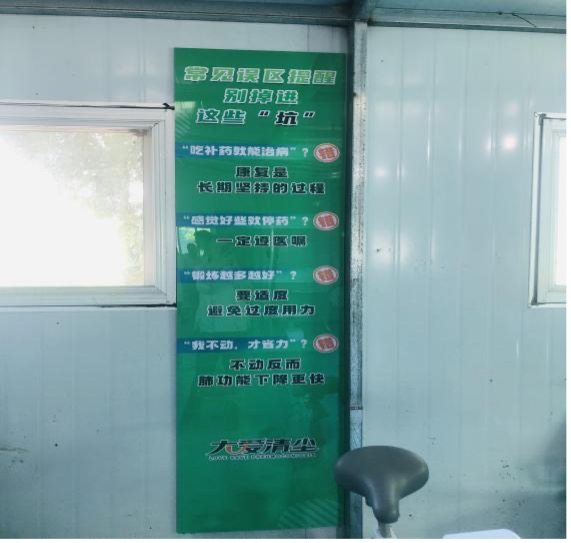 常见误区提醒
别掉进
这些“坑”
“吃补药就能治病”？ 错
康复是
长期坚持的过程
“感觉好些就停药”？ 错
一定遵医嘱
“锻炼越多越好”？ 错
要适度
避免过度用力
“我不动，才省力”？ 错
不动反而
肺功能下降更快
大爱清尘